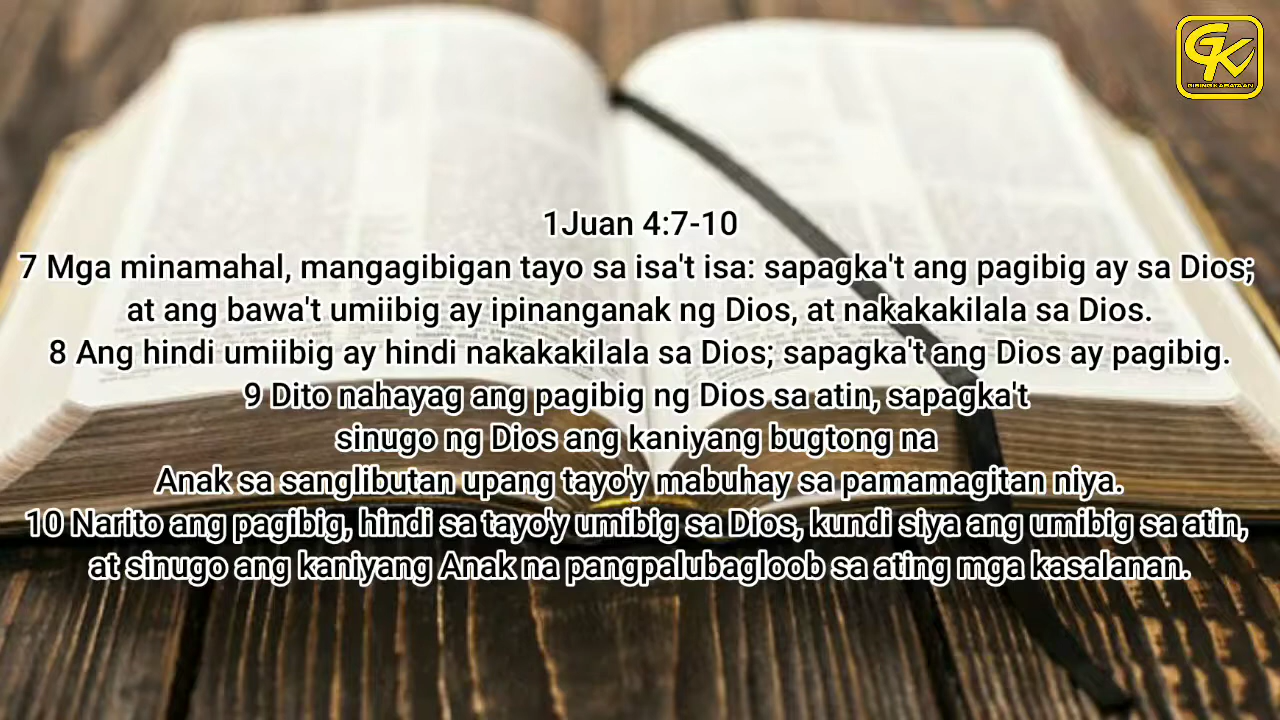 GK
1Juan 4:7-10
7 Mga minamahal, mangagibigan tayo sa isa't isa: sapagka't ang pagibig ay sa Dios;
at ang bawa't umiibig ay ipinanganak ng Dios, at nakakakilala sa Dios.
8 Ang hindi umiibig ay hindi nakakakilala sa Dios; sapagka't ang Dios ay pagibig.
9 Dito nahayag ang pagibig ng Dios sa atin, sapagka't
sinugo ng Dios ang kaniyang bugtong na
Anak sa sanglibutan upang tayo'y mabuhay sa pamamagitan niya.
10 Narito ang pagibig, hindi sa tayo'y umibig sa Dios, kundi siya ang umibig sa atin,
at sinugo ang kaniyang Anak na pangpalubagloob sa ating mga kasalanan.